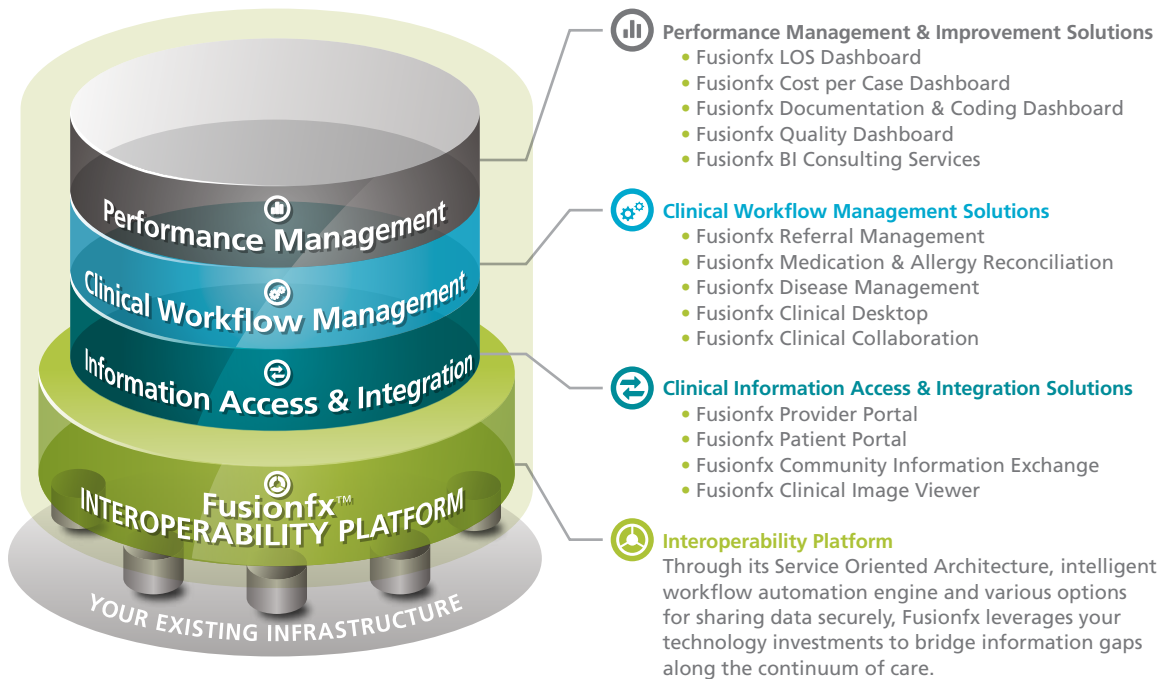 Performance Management
Clinical Workflow Management
Information Access & Integration
Fusionfx™
INTEROPERABILITY PLATFORM
YOUR EXISTING INFRASTRUCTURE
Performance Management & Improvement Solutions
• Fusionfx LOS Dashboard
• Fusionfx Cost per Case Dashboard
• Fusionfx Documentation & Coding Dashboard
• Fusionfx Quality Dashboard
• Fusionfx BI Consulting Services
Clinical Workflow Management Solutions
• Fusionfx Referral Management
• Fusionfx Medication & Allergy Reconciliation
• Fusionfx Disease Management
• Fusionfx Clinical Desktop
• Fusionfx Clinical Collaboration
Clinical Information Access & Integration Solutions
• Fusionfx Provider Portal
• Fusionfx Patient Portal
• Fusionfx Community Information Exchange
• Fusionfx Clinical Image Viewer
Interoperability Platform
Through its Service Oriented Architecture, intelligent
workflow automation engine and various options
for sharing data securely, Fusionfx leverages your
technology investments to bridge information gaps
along the continuum of care.